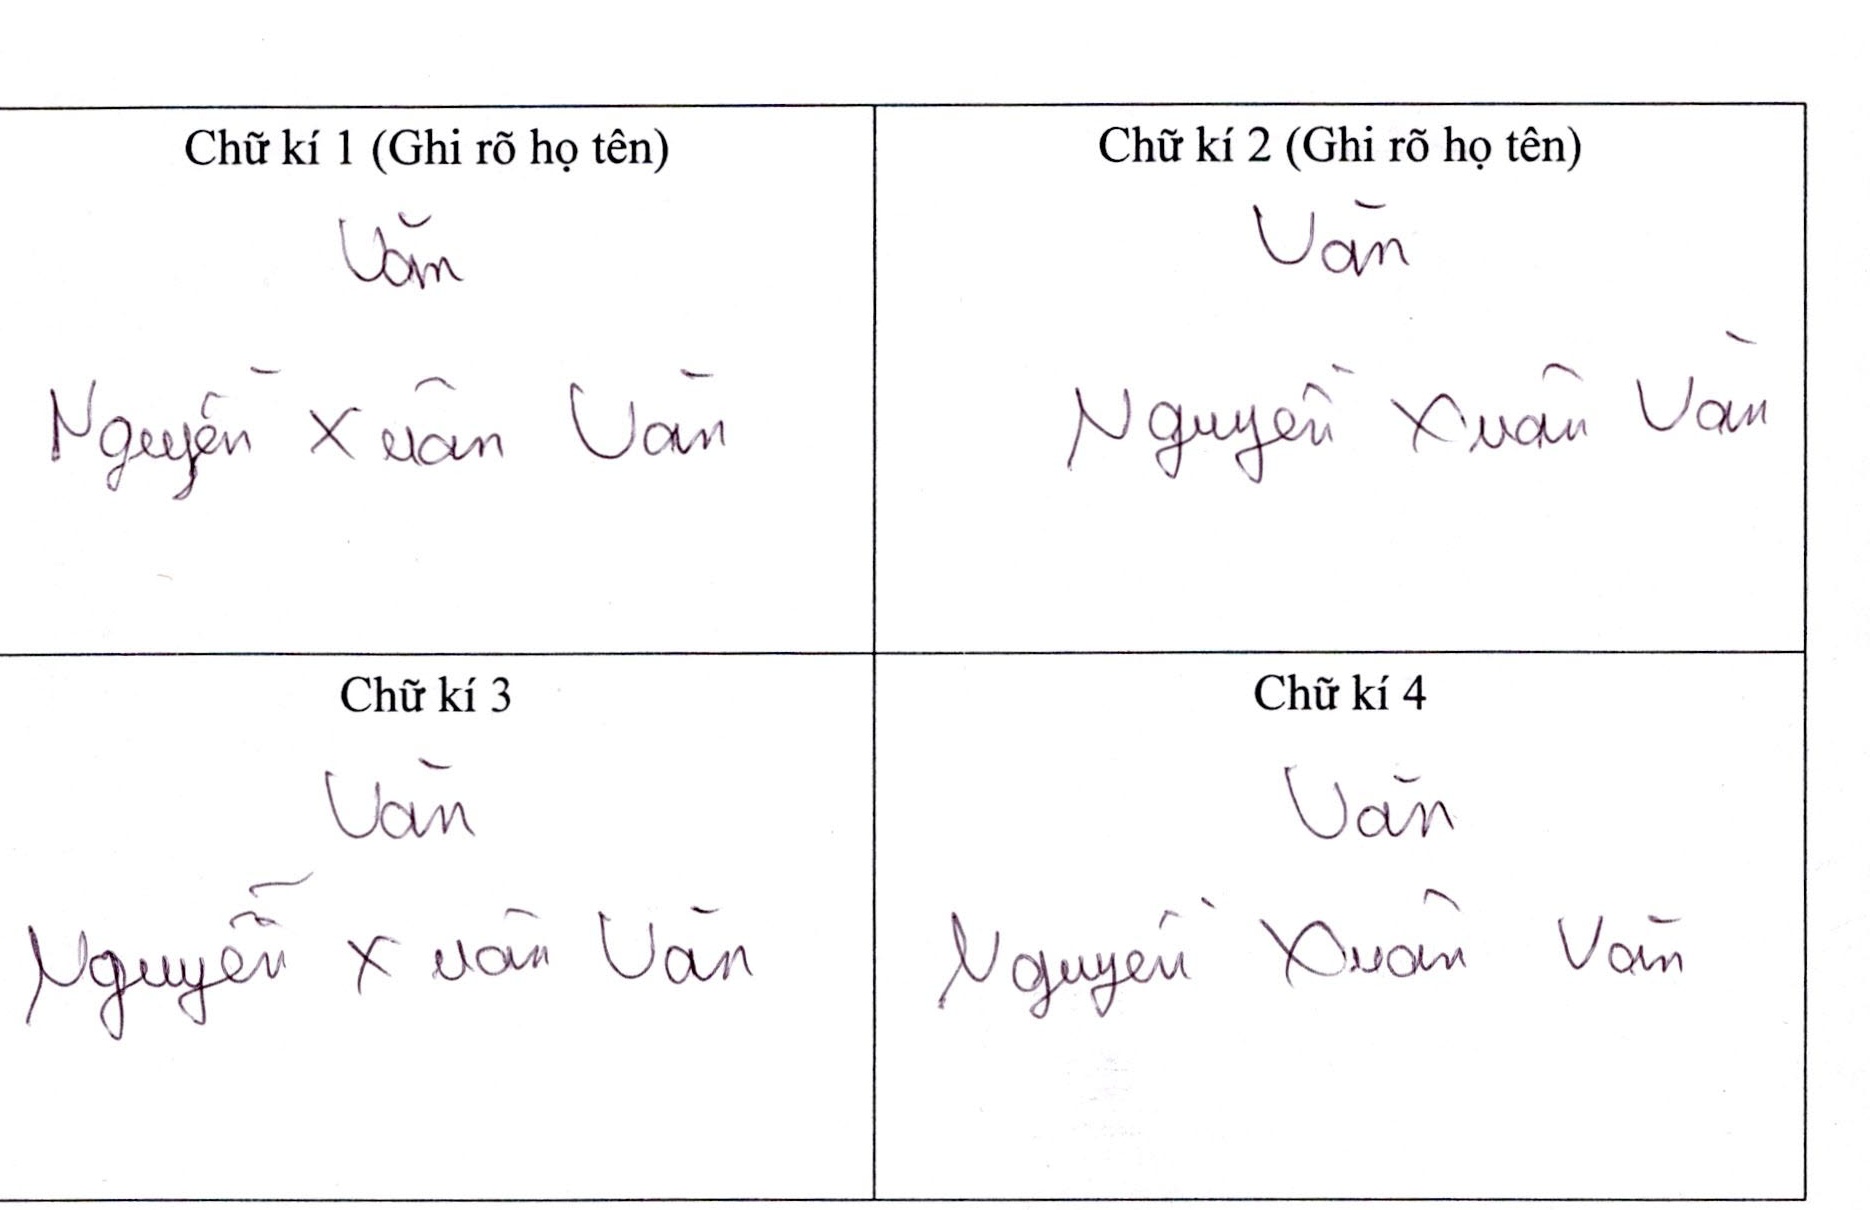 Chữ kí 1 (Ghi rõ họ tên)
Văn
Nguyễn Xuân Văn
Chữ kí 2 (Ghi rõ họ tên)
Văn
Nguyễn Xuân Văn
Chữ kí 3
Văn
Nguyễn Xuân Văn
Chữ kí 4
Văn
Nguyễn Xuân Văn